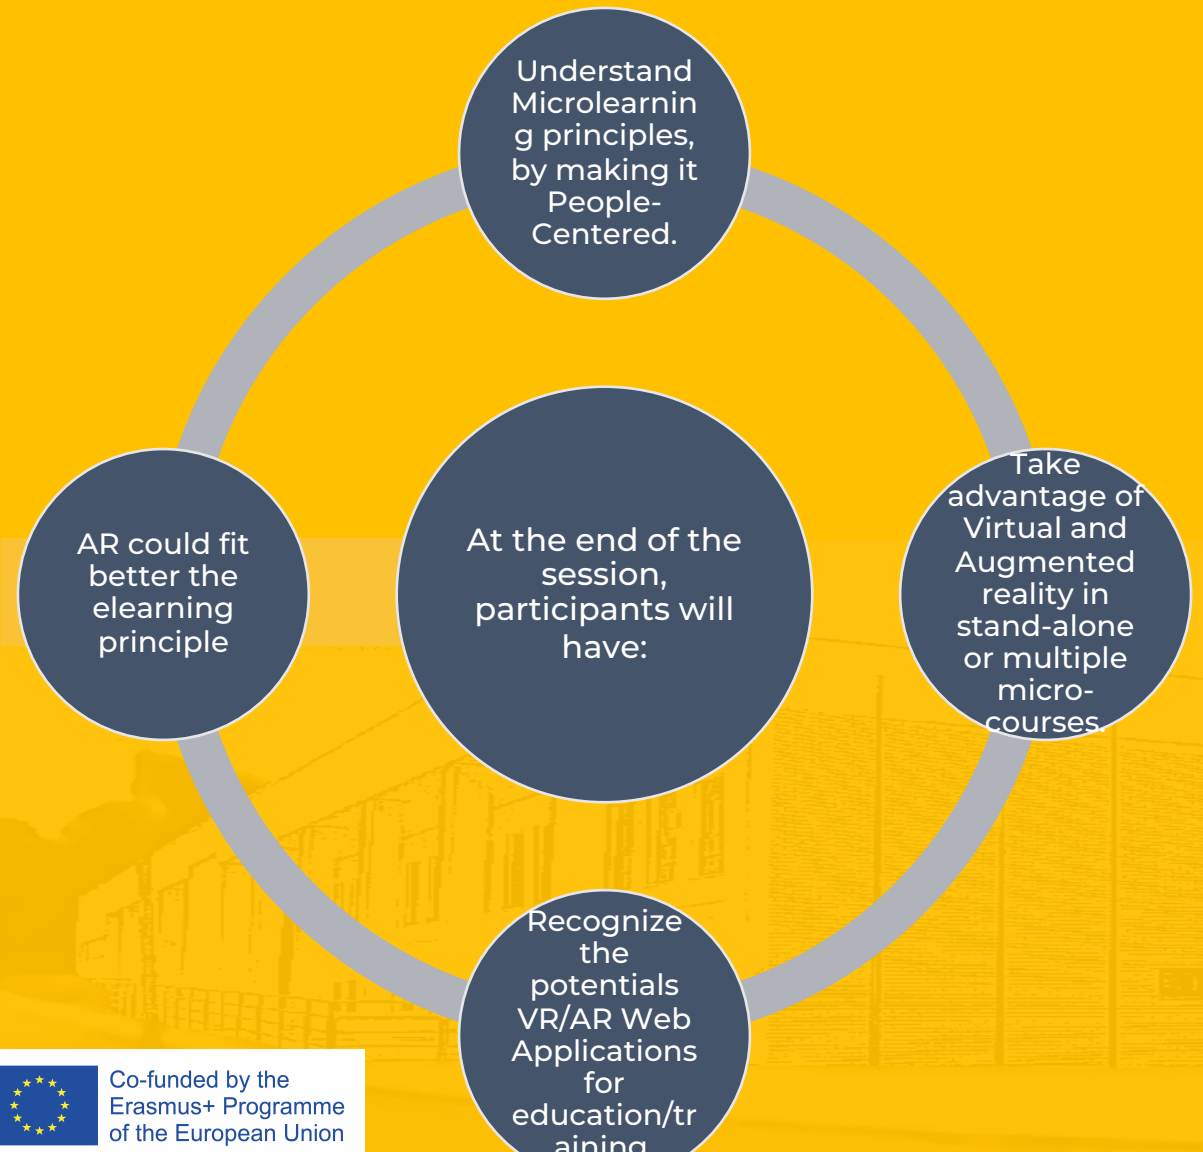 Understand
Microlearnin
g principles,
by making it
People-
Centered.
Take
advantage of
Virtual and
Augmented
reality in
stand-alone
or multiple
micro-
courses.
AR could fit
better the
elearning
principle
At the end of the
session,
participants will
have:
Recognize
the
potentials
VR/AR Web
Applications
for
education/tr
aining
Co-funded by the
Erasmus+ Programme
of the European Union